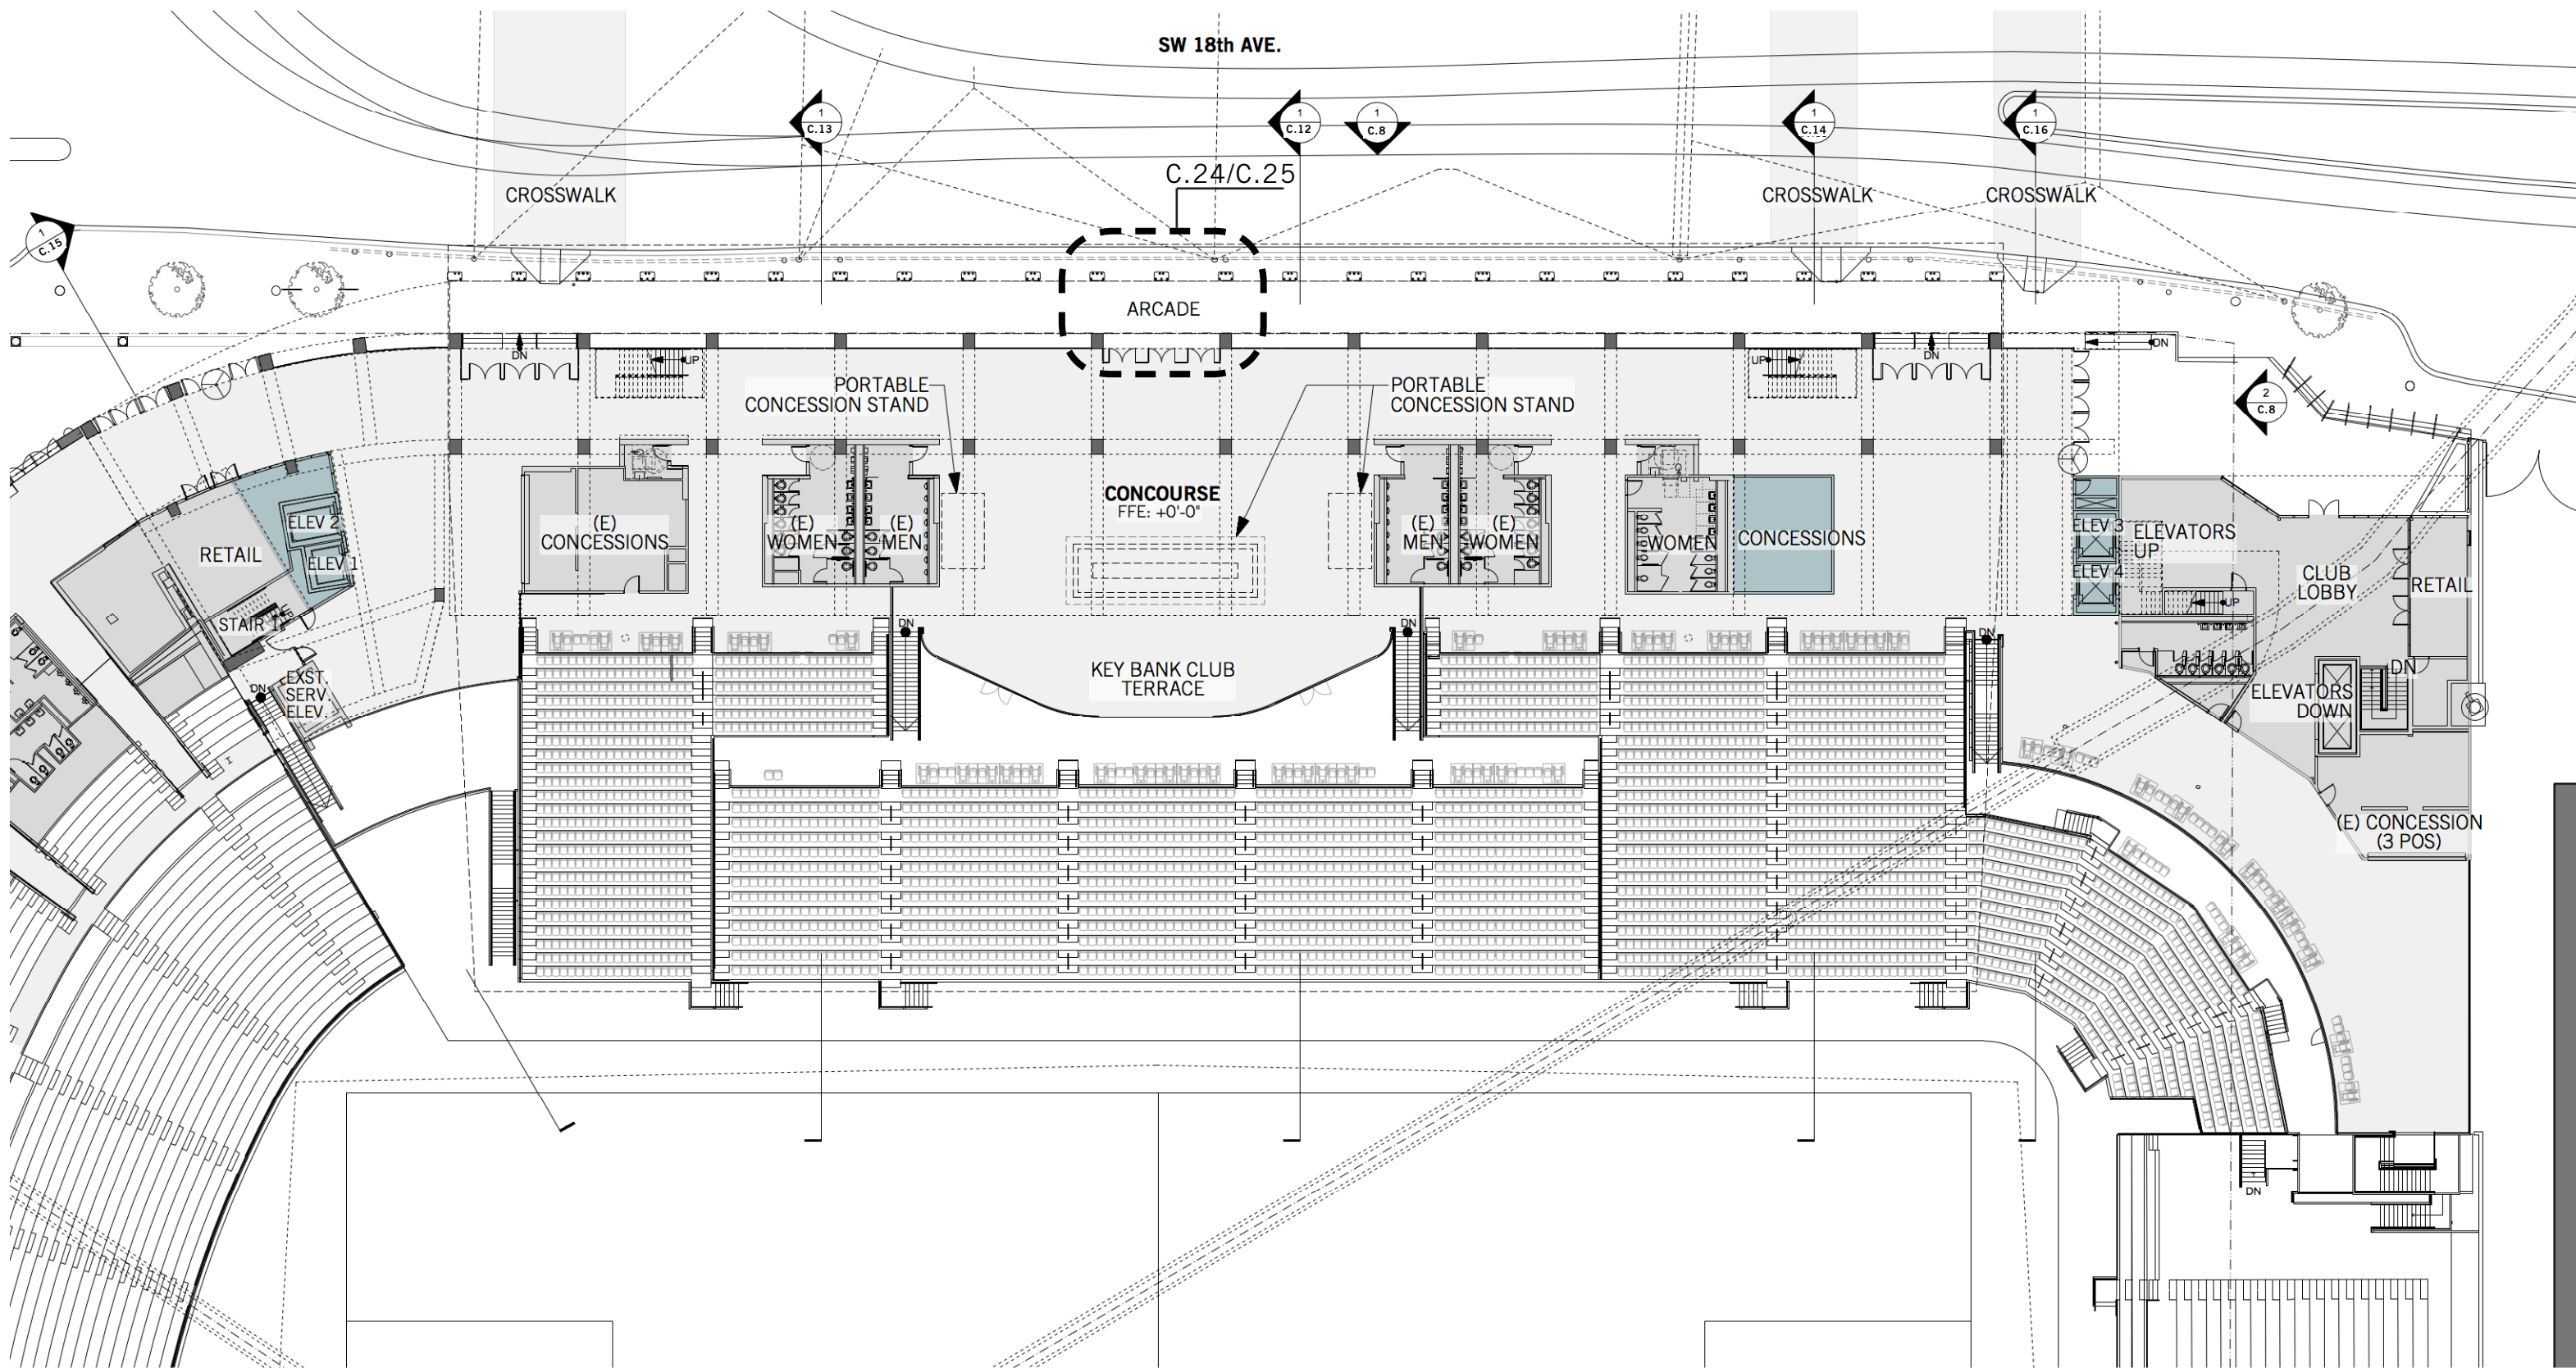 SW 18th AVE.
1
C.13
1
C.12
1
C.8
1
C.14
1
C.16
C.24/C.25
CROSSWALK
CROSSWALK
CROSSWALK
1
C.15
ARCADE
DN
UP
UP
DN
DN
PORTABLE
CONCESSION STAND
PORTABLE
CONCESSION STAND
2
C.8
CONCOURSE
FFE: +0'-0"
ELEV 2
ELEV 1
RETAIL
(E)
CONCESSIONS
(E)
WOMEN
(E)
MEN
(E)
MEN
(E)
WOMEN
WOMEN
CONCESSIONS
ELEV 3
ELEV 4
ELEVATORS
UP
CLUB
LOBBY
RETAIL
UP
UP
STAIR 1
DN
DN
DN
EXST.
SERV.
ELEV.
DN
KEY BANK CLUB
TERRACE
DN
ELEVATORS
DOWN
(E) CONCESSION
(3 POS)
DN